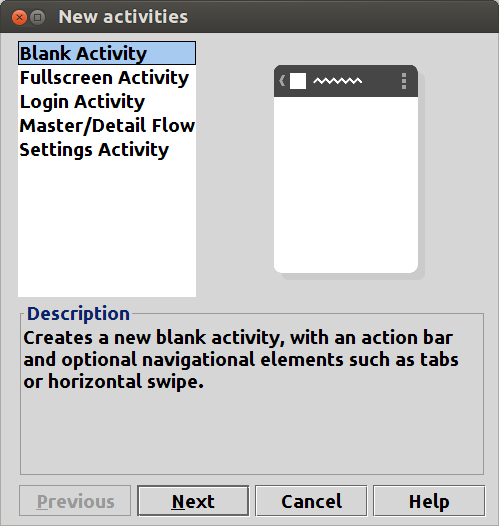 New activities
Blank Activity
Fullscreen Activity
Login Activity
Master/Detail Flow
Settings Activity
Description
Creates a new blank activity, with an action bar
and optional navigational elements such as tabs
or horizontal swipe.
Previous
Next
Cancel
Help